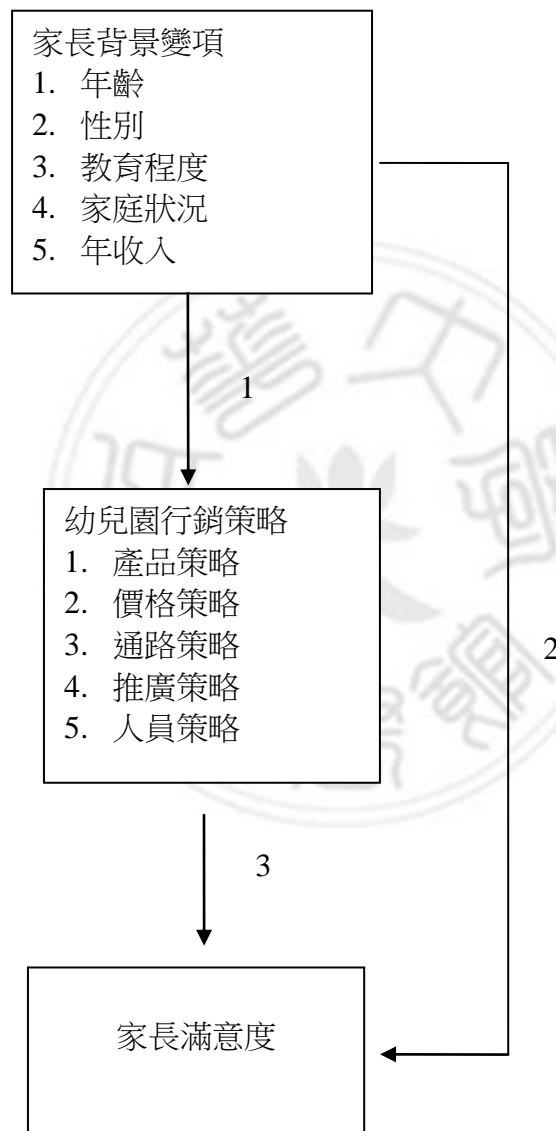 家長背景變項
1. 年齡
2. 性別
3. 教育程度
4. 家庭狀況
5. 年收入
1
幼兒園行銷策略
1. 產品策略
2. 價格策略
3. 通路策略
4. 推廣策略
5. 人員策略
2
3
家長滿意度